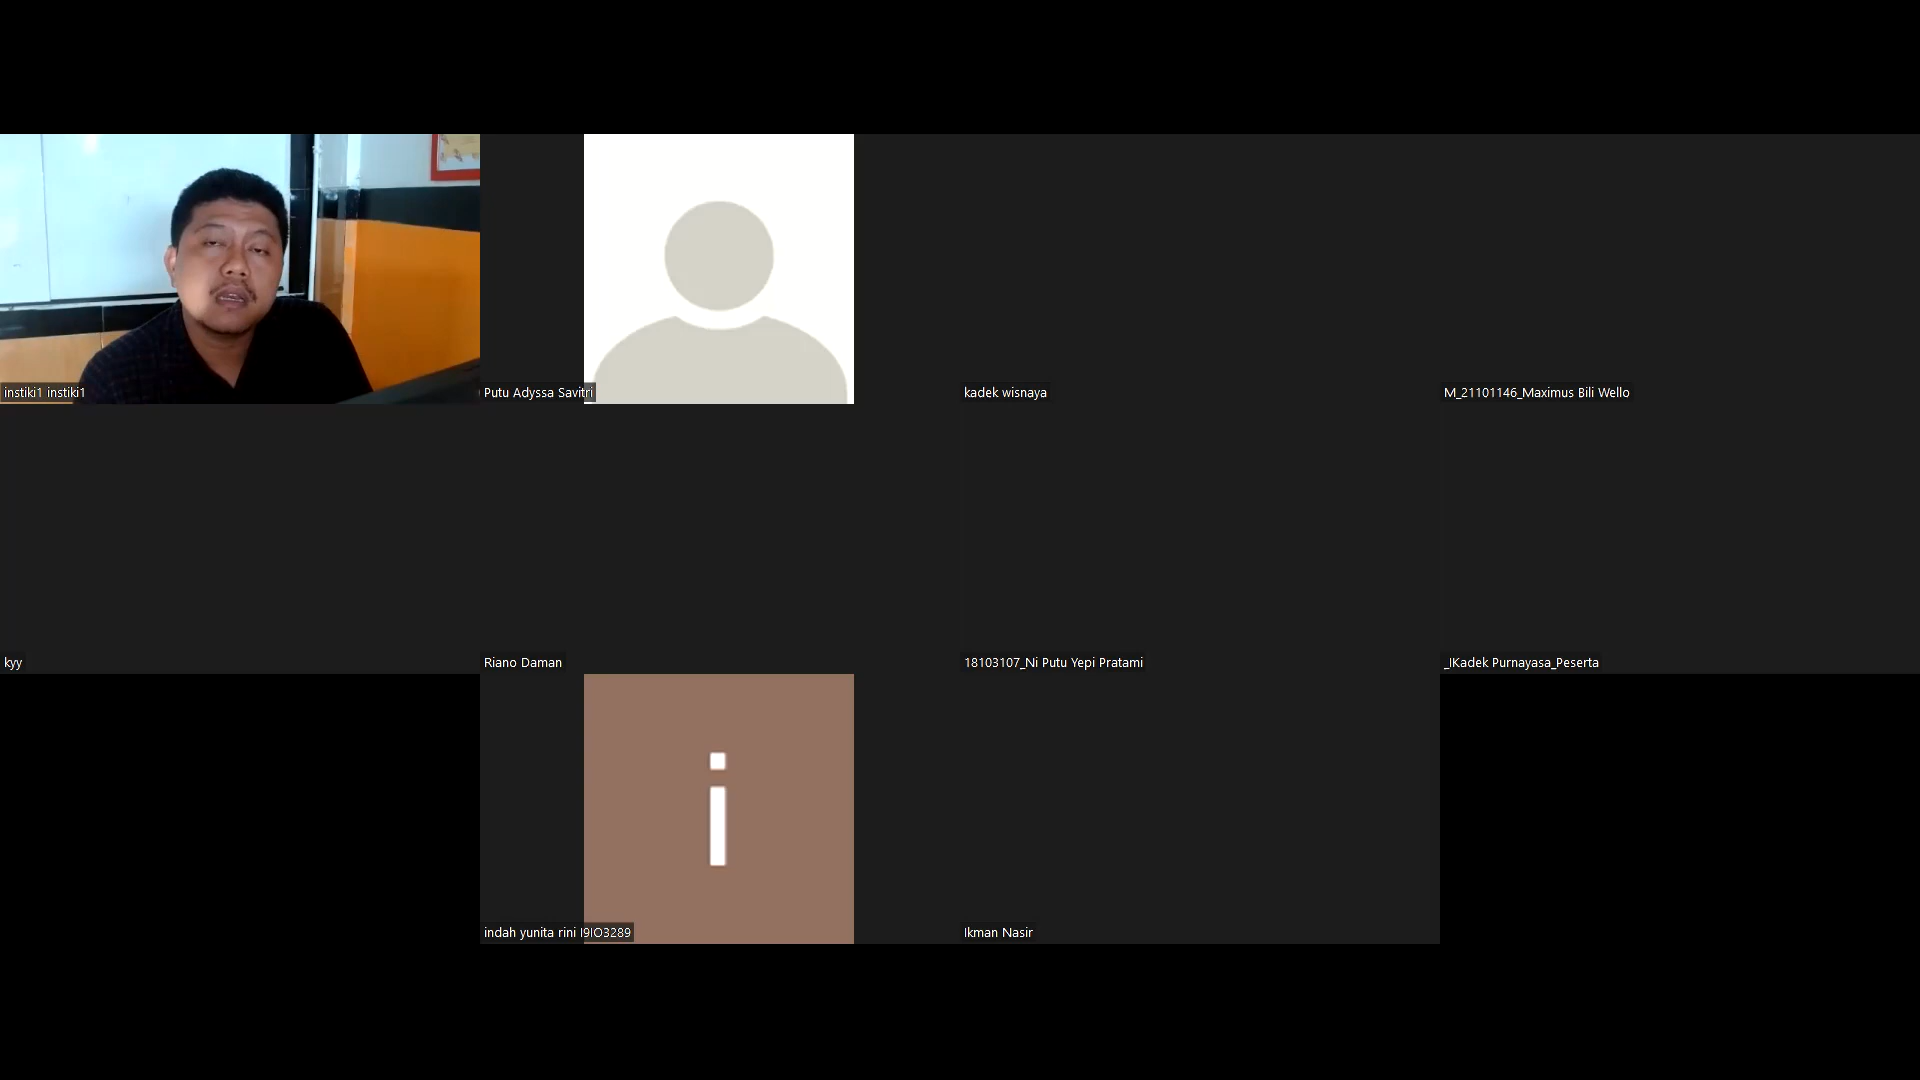 instiki1 instiki1
Putu Adyssa Savitri
kadek wisnaya
M_21101146_Maximus Bili Wello
kyy
Riano Daman
18103107_Ni Putu Yepi Pratami
_IKadek Purnayasa_Peserta
i
indah yunita rini I9IO3289
Ikman Nasir